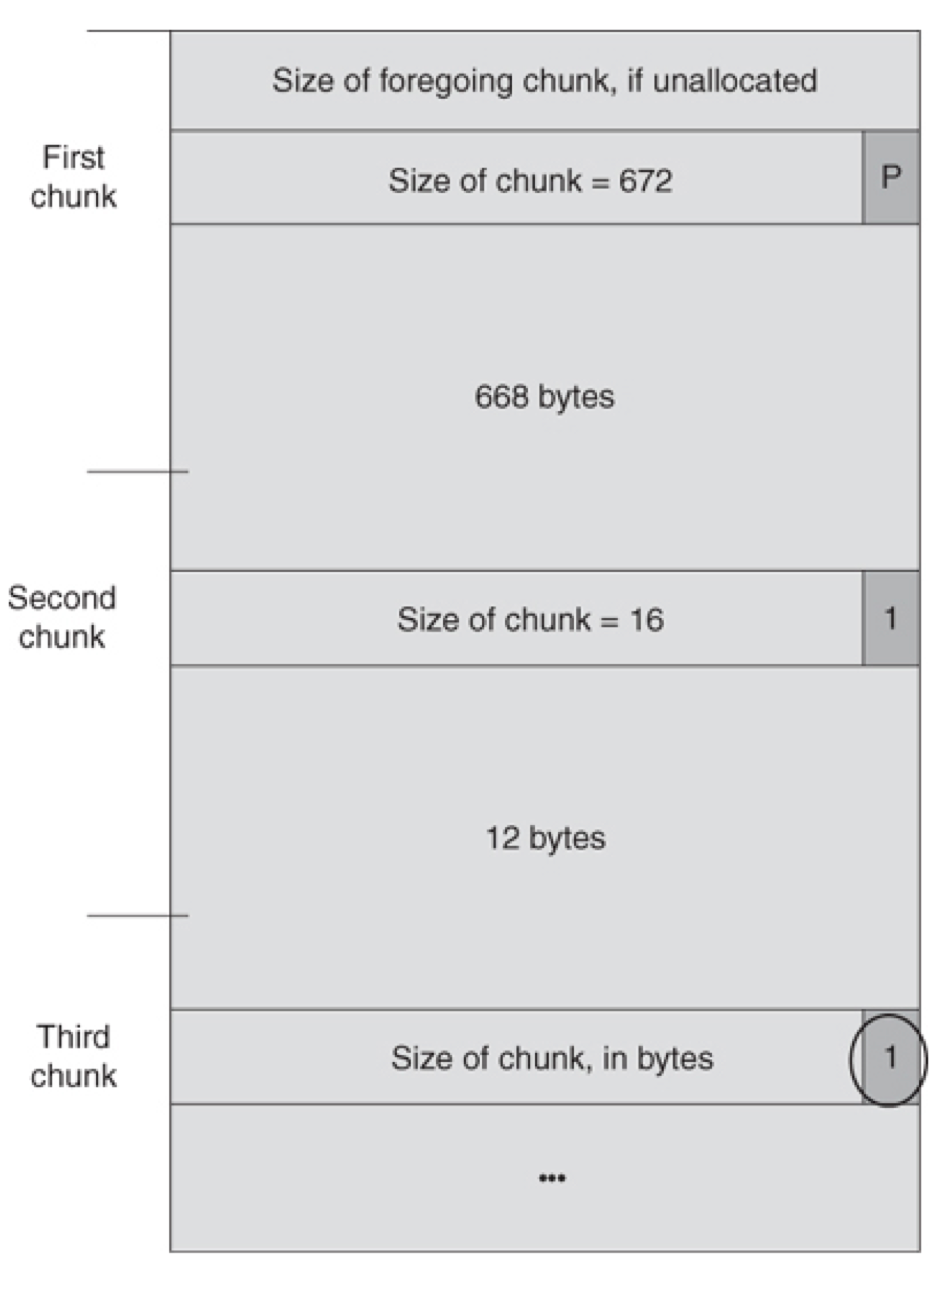 Size of foregoing chunk, if unallocated
First
chunk
Size of chunk = 672
P
668 bytes
Second
chunk
Size of chunk = 16
1
12 bytes
Third
chunk
Size of chunk, in bytes
1
•••